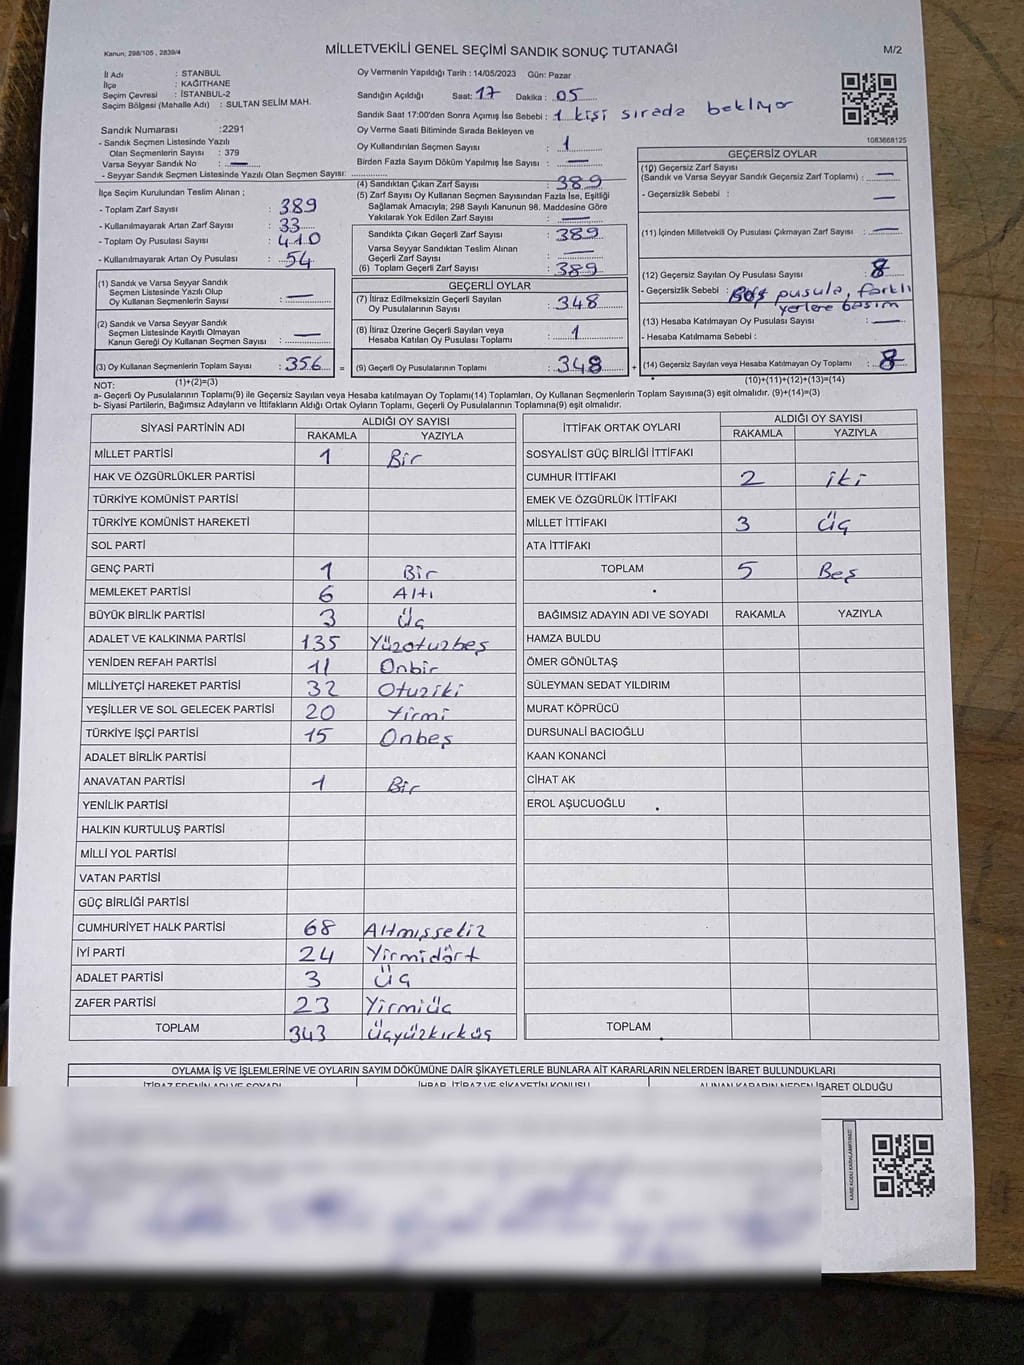 Kanun; 298/105 , 2839/4
MİLLETVEKİLİ GENEL SEÇİMİ SANDIK SONUÇ TUTANAĞI
M/2
İl Adı : STANBUL
İlçe : KAĞITHANE
Seçim Çevresi : İSTANBUL-2
Seçim Bölgesi (Mahalle Adı) : SULTAN SELİM MAH.
Sandık Numarası :2291
- Sandık Seçmen Listesinde Yazılı
Olan Seçmenlerin Sayısı : 379
Varsa Seyyar Sandık No : —
- Seyyar Sandık Seçmen Listesinde Yazılı Olan Seçmen Sayısı:
Oy Vermenin Yapıldığı Tarih : 14/05/2023 Gün: Pazar
Sandığın Açıldığı Saat: 17 Dakika : 05
Sandık Saat 17:00'den Sonra Açımış İse Sebebi : 1 kişi sırada bekliyor
Oy Verme Saati Bitiminde Sırada Bekleyen ve
Oy Kullandırılan Seçmen Sayısı : 1
Birden Fazla Sayım Döküm Yapılmış İse Sayısı : —
1083668125
İlçe Seçim Kurulundan Teslim Alınan ;
- Toplam Zarf Sayısı : 389
- Kullanılmayarak Artan Zarf Sayısı : 33
- Toplam Oy Pusulası Sayısı : 410
- Kullanılmayarak Artan Oy Pusulası : 54
(1) Sandık ve Varsa Seyyar Sandık
Seçmen Listesinde Yazılı Olup
Oy Kullanan Seçmenlerin Sayısı : —
(2) Sandık ve Varsa Seyyar Sandık
Seçmen Listesinde Kayıtlı Olmayan
Kanun Gereği Oy Kullanan Seçmen Sayısı : —
(3) Oy Kullanan Seçmenlerin Toplam Sayısı : 356
(4) Sandıktan Çıkan Zarf Sayısı : 389
(5) Zarf Sayısı Oy Kullanan Seçmen Sayısından Fazla İse, Eşitliği
Sağlamak Amacıyla; 298 Sayılı Kanunun 98. Maddesine Göre
Yakılarak Yok Edilen Zarf Sayısı : —
Sandıkta Çıkan Geçerli Zarf Sayısı : 389
Varsa Seyyar Sandıktan Teslim Alınan
Geçerli Zarf Sayısı : —
(6) Toplam Geçerli Zarf Sayısı : 389
GEÇERLİ OYLAR
(7) İtiraz Edilmeksizin Geçerli Sayılan
Oy Pusulalarının Sayısı : 348
(8) İtiraz Üzerine Geçerli Sayılan veya
Hesaba Katılan Oy Pusulası Toplamı : 1
= (9) Geçerli Oy Pusulalarının Toplamı : 348 +
GEÇERSİZ OYLAR
(10) Geçersiz Zarf Sayısı
(Sandık ve Varsa Seyyar Sandık Geçersiz Zarf Toplamı) : —
- Geçersizlik Sebebi : —
(11) İçinden Milletvekili Oy Pusulası Çıkmayan Zarf Sayısı : —
(12) Geçersiz Sayılan Oy Pusulası Sayısı : 8
- Geçersizlik Sebebi : Boş pusula, farklı
yerlere basım
(13) Hesaba Katılmayan Oy Pusulası Sayısı : —
- Hesaba Katılmama Sebebi :
(14) Geçersiz Sayılan veya Hesaba Katılmayan Oy Toplamı : 8
NOT: (1)+(2)=(3)
(10)+(11)+(12)+(13)=(14)
a- Geçerli Oy Pusulalarının Toplamı(9) ile Geçersiz Sayılan veya Hesaba Katılmayan Oy Toplamı(14) Toplamları, Oy Kullanan Seçmenlerin Toplam Sayısına(3) eşit olmalıdır. (9)+(14)=(3)
b- Siyasi Partilerin, Bağımsız Adayların ve İttifakların Aldığı Ortak Oyların Toplamı, Geçerli Oy Pusulalarının Toplamına(9) eşit olmalıdır.
SİYASİ PARTİNİN ADI ALDIĞI OY SAYISI
RAKAMLA YAZIYLA
MİLLET PARTİSİ 1 Bir
HAK VE ÖZGÜRLÜKLER PARTİSİ
TÜRKİYE KOMÜNİST PARTİSİ
TÜRKİYE KOMÜNİST HAREKETİ
SOL PARTİ
GENÇ PARTİ 1 Bir
MEMLEKET PARTİSİ 6 Altı
BÜYÜK BİRLİK PARTİSİ 3 Üç
ADALET VE KALKINMA PARTİSİ 135 Yüzotuzbeş
YENİDEN REFAH PARTİSİ 11 Onbir
MİLLİYETÇİ HAREKET PARTİSİ 32 Otuziki
YEŞİLLER VE SOL GELECEK PARTİSİ 20 Yirmi
TÜRKİYE İŞÇİ PARTİSİ 15 Onbeş
ADALET BİRLİK PARTİSİ
ANAVATAN PARTİSİ 1 Bir
YENİLİK PARTİSİ
HALKIN KURTULUŞ PARTİSİ
MİLLİ YOL PARTİSİ
VATAN PARTİSİ
GÜÇ BİRLİĞİ PARTİSİ
CUMHURİYET HALK PARTİSİ 68 Altmışsekiz
İYİ PARTİ 24 Yirmidört
ADALET PARTİSİ 3 Üç
ZAFER PARTİSİ 23 Yirmiüç
TOPLAM 343 Üçyüzkırküç
İTTİFAK ORTAK OYLARI ALDIĞI OY SAYISI
RAKAMLA YAZIYLA
SOSYALİST GÜÇ BİRLİĞİ İTTİFAKI
CUMHUR İTTİFAKI 2 iki
EMEK VE ÖZGÜRLÜK İTTİFAKI
MİLLET İTTİFAKI 3 Üç
ATA İTTİFAKI
TOPLAM 5 Beş
BAĞIMSIZ ADAYIN ADI VE SOYADI RAKAMLA YAZIYLA
HAMZA BULDU
ÖMER GÖNÜLTAŞ
SÜLEYMAN SEDAT YILDIRIM
MURAT KÖPRÜCÜ
DURSUNALİ BACIOĞLU
KAAN KONANCİ
CİHAT AK
EROL AŞUCUOĞLU
TOPLAM
OYLAMA İŞ VE İŞLEMLERİNE VE OYLARIN SAYIM DÖKÜMÜNE DAİR ŞİKAYETLERLE BUNLARA AİT KARARLARIN NELERDEN İBARET BULUNDUKLARI
İTİRAZ EDENİN ADI VE SOYADI İHBAR, İTİRAZ VE ŞİKAYETİN KONUSU ALINAN KARARIN NEDEN İBARET OLDUĞU